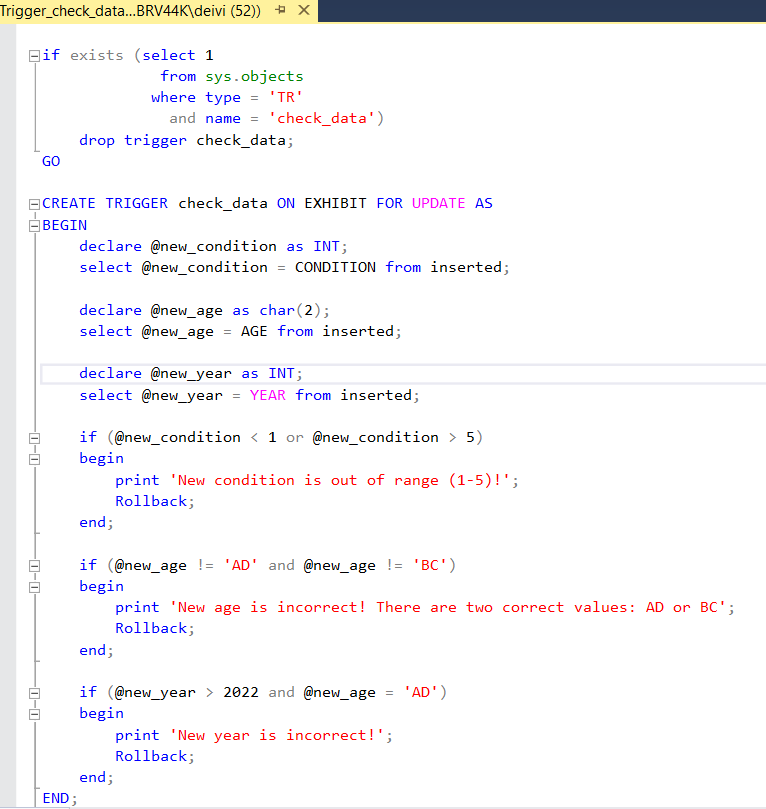 Trigger_check_data...BRV44K\deivi (52))
if exists (select 1
from sys.objects
where type = 'TR'
and name = 'check_data')
drop trigger check_data;
GO
CREATE TRIGGER check_data ON EXHIBIT FOR UPDATE AS
BEGIN
declare @new_condition as INT;
select @new_condition = CONDITION from inserted;
declare @new_age as char(2);
select @new_age = AGE from inserted;
declare @new_year as INT;
select @new_year = YEAR from inserted;
if (@new_condition < 1 or @new_condition > 5)
begin
print 'New condition is out of range (1-5)!';
Rollback;
end;
if (@new_age != 'AD' and @new_age != 'BC')
begin
print 'New age is incorrect! There are two correct values: AD or BC';
Rollback;
end;
if (@new_year > 2022 and @new_age = 'AD')
begin
print 'New year is incorrect!';
Rollback;
end;
END;